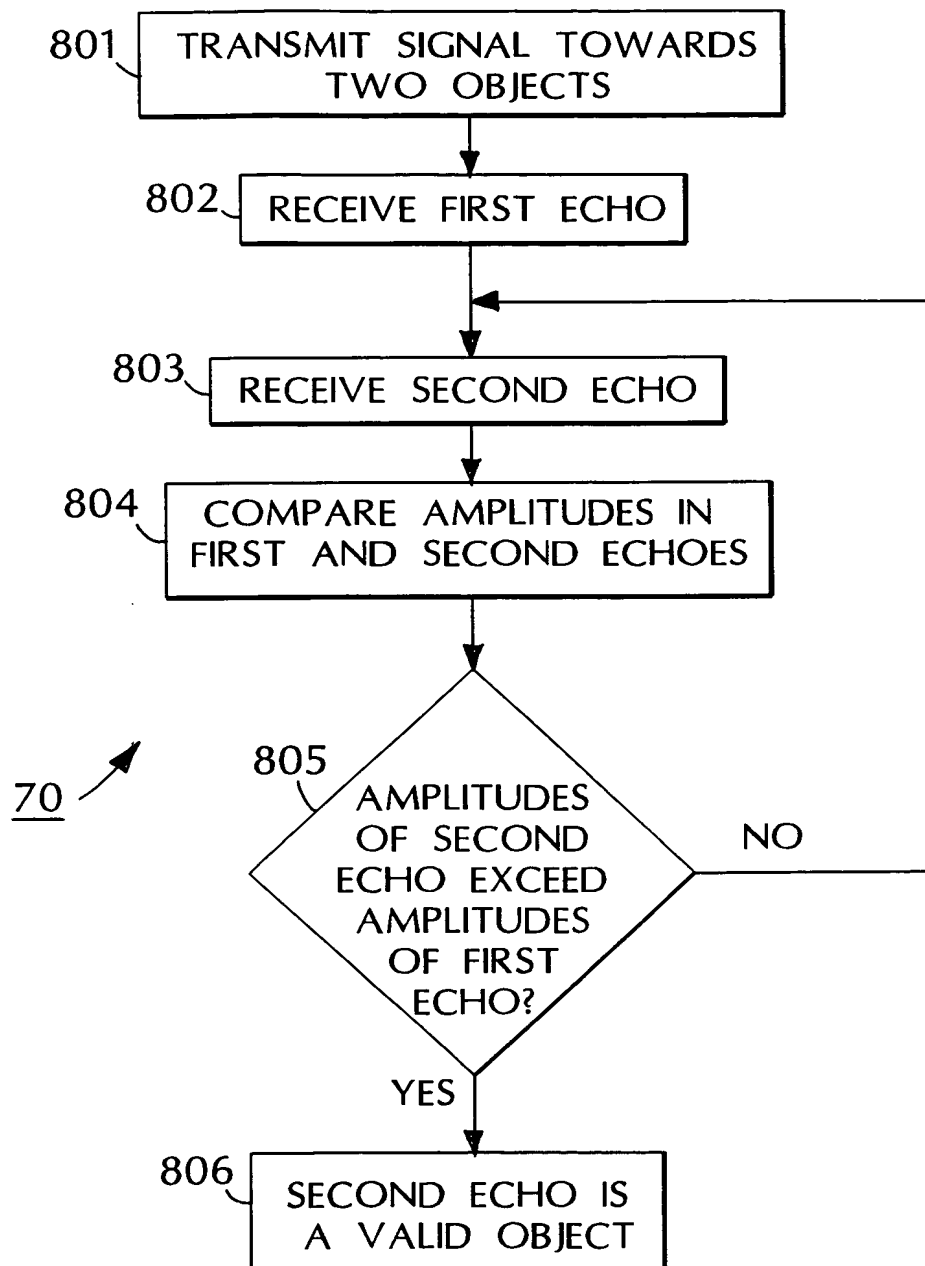 801
TRANSMIT SIGNAL TOWARDS
TWO OBJECTS
802
RECEIVE FIRST ECHO
803
RECEIVE SECOND ECHO
804
COMPARE AMPLITUDES IN
FIRST AND SECOND ECHOES
70
805
AMPLITUDES
OF SECOND
ECHO EXCEED
AMPLITUDES
OF FIRST
ECHO?
NO
YES
806
SECOND ECHO IS
A VALID OBJECT